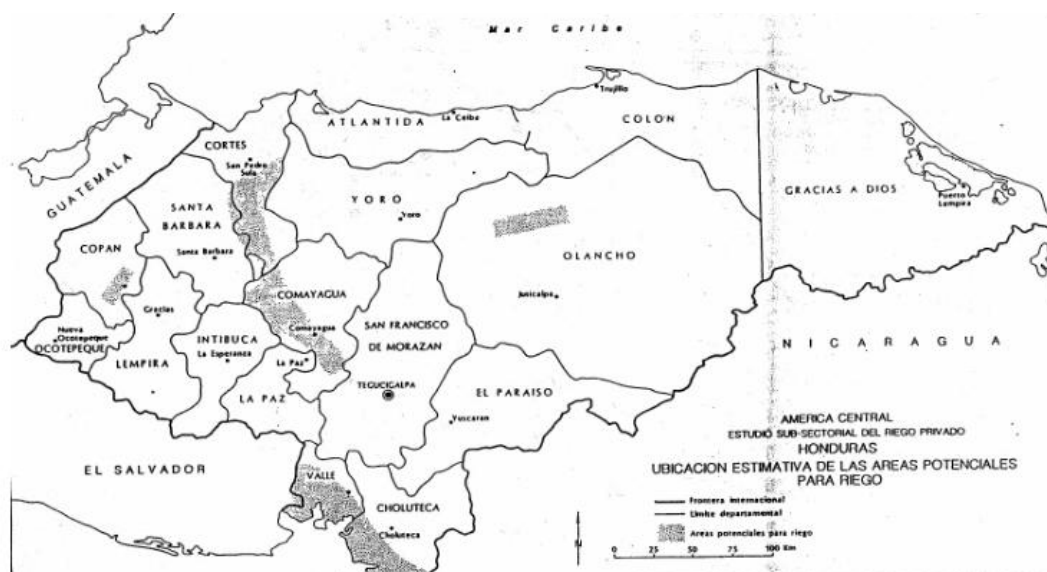 Mar Caribe
Trujillo
La Ceiba
ATLANTIDA
COLON
CORTES
San Pedro
Sula
GUATEMALA
GRACIAS A DIOS
Puerto
Lempira
YORO
Yoro
SANTA
BARBARA
Santa Barbara
COPAN
OLANCHO
Juticalpa
COMAYAGUA
Comayagua
Gracias
SAN FRANCISCO
DE MORAZAN
Nueva
Ocotepeque
OCOTEPEQUE
INTIBUCA
La Esperanza
La Paz
LEMPIRA
NICARAGUA
TEGUCIGALPA
LA PAZ
EL PARAISO
Yuscaran
EL SALVADOR
VALLE
CHOLUTECA
Choluteca
AMERICA CENTRAL
ESTUDIO SUB-SECTORIAL DEL RIEGO PRIVADO
HONDURAS
UBICACION ESTIMATIVA DE LAS AREAS POTENCIALES
PARA RIEGO
Frontera internacional
Limite departamental
Areas potenciales para riego
N
0 25 50 75 100 Km